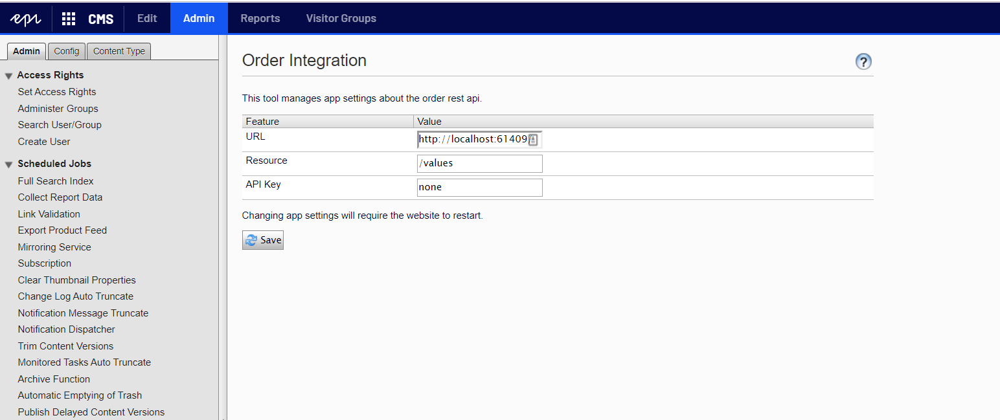 epi CMS Edit Admin Reports Visitor Groups
Admin Config Content Type
Access Rights
Set Access Rights
Administer Groups
Search User/Group
Create User
Scheduled Jobs
Full Search Index
Collect Report Data
Link Validation
Export Product Feed
Mirroring Service
Subscription
Clear Thumbnail Properties
Change Log Auto Truncate
Notification Message Truncate
Notification Dispatcher
Trim Content Versions
Monitored Tasks Auto Truncate
Archive Function
Automatic Emptying of Trash
Publish Delayed Content Versions
Order Integration ?
This tool manages app settings about the order rest api.
Feature Value
URL http://localhost:61409/
Resource /values
API Key none
Changing app settings will require the website to restart.
Save